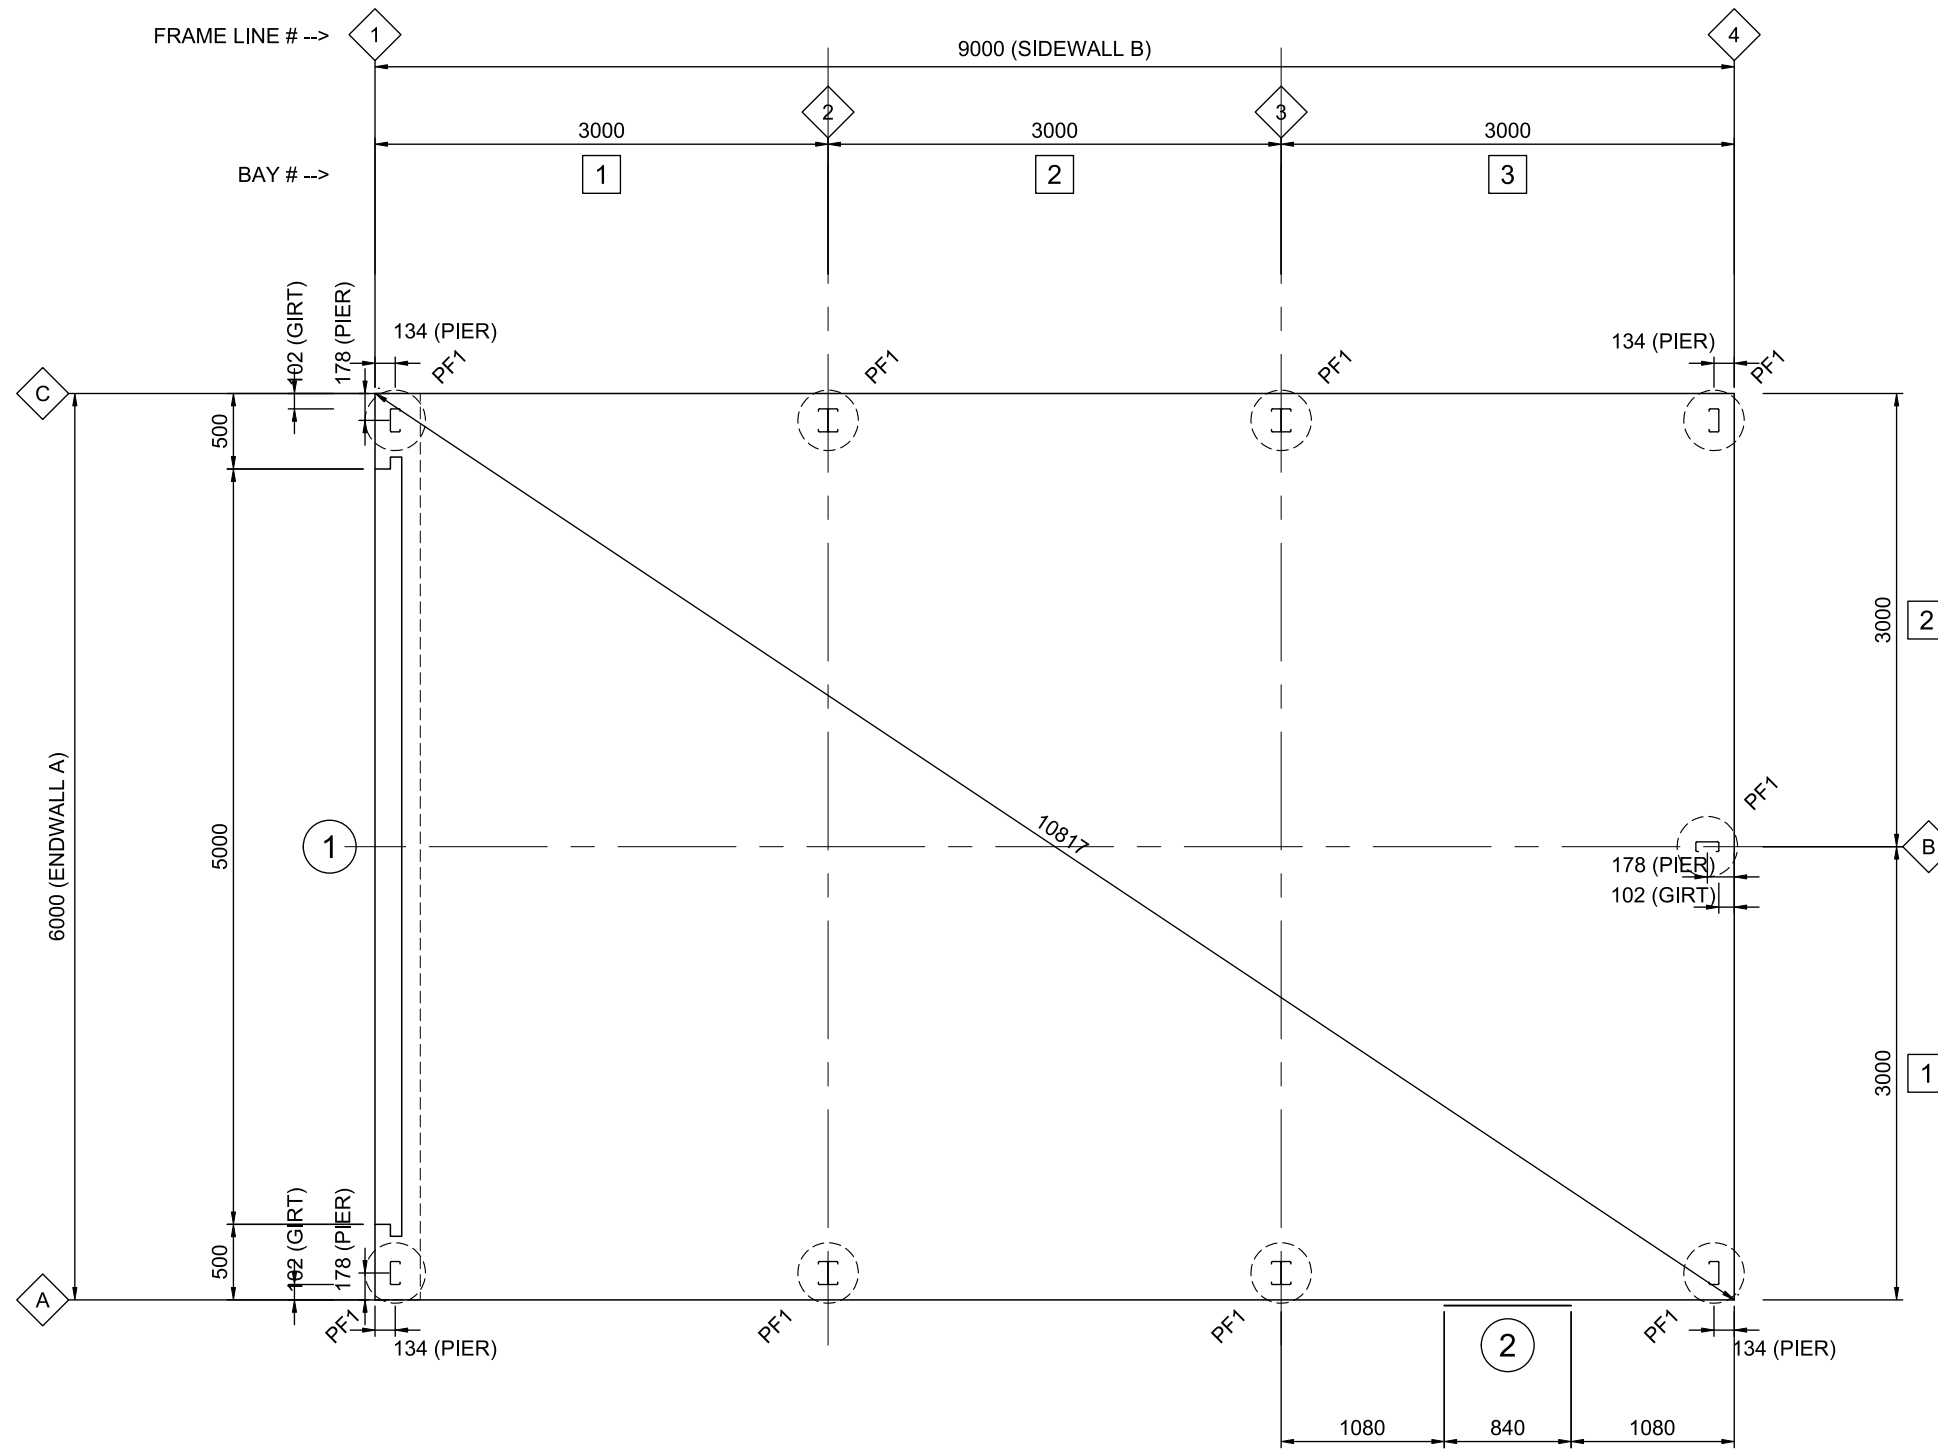 FRAME LINE # -->
1
4
9000 (SIDEWALL B)
2
3
3000
3000
3000
BAY # -->
1
2
3
102 (GIRT)
178 (PIER)
134 (PIER)
134 (PIER)
PF1
PF1
PF1
PF1
C
500
3000
2
6000 (ENDWALL A)
5000
1
10817
PF1
B
178 (PIER)
102 (GIRT)
3000
1
102 (GIRT)
178 (PIER)
500
A
PF1
PF1
PF1
PF1
134 (PIER)
2
134 (PIER)
1080
840
1080